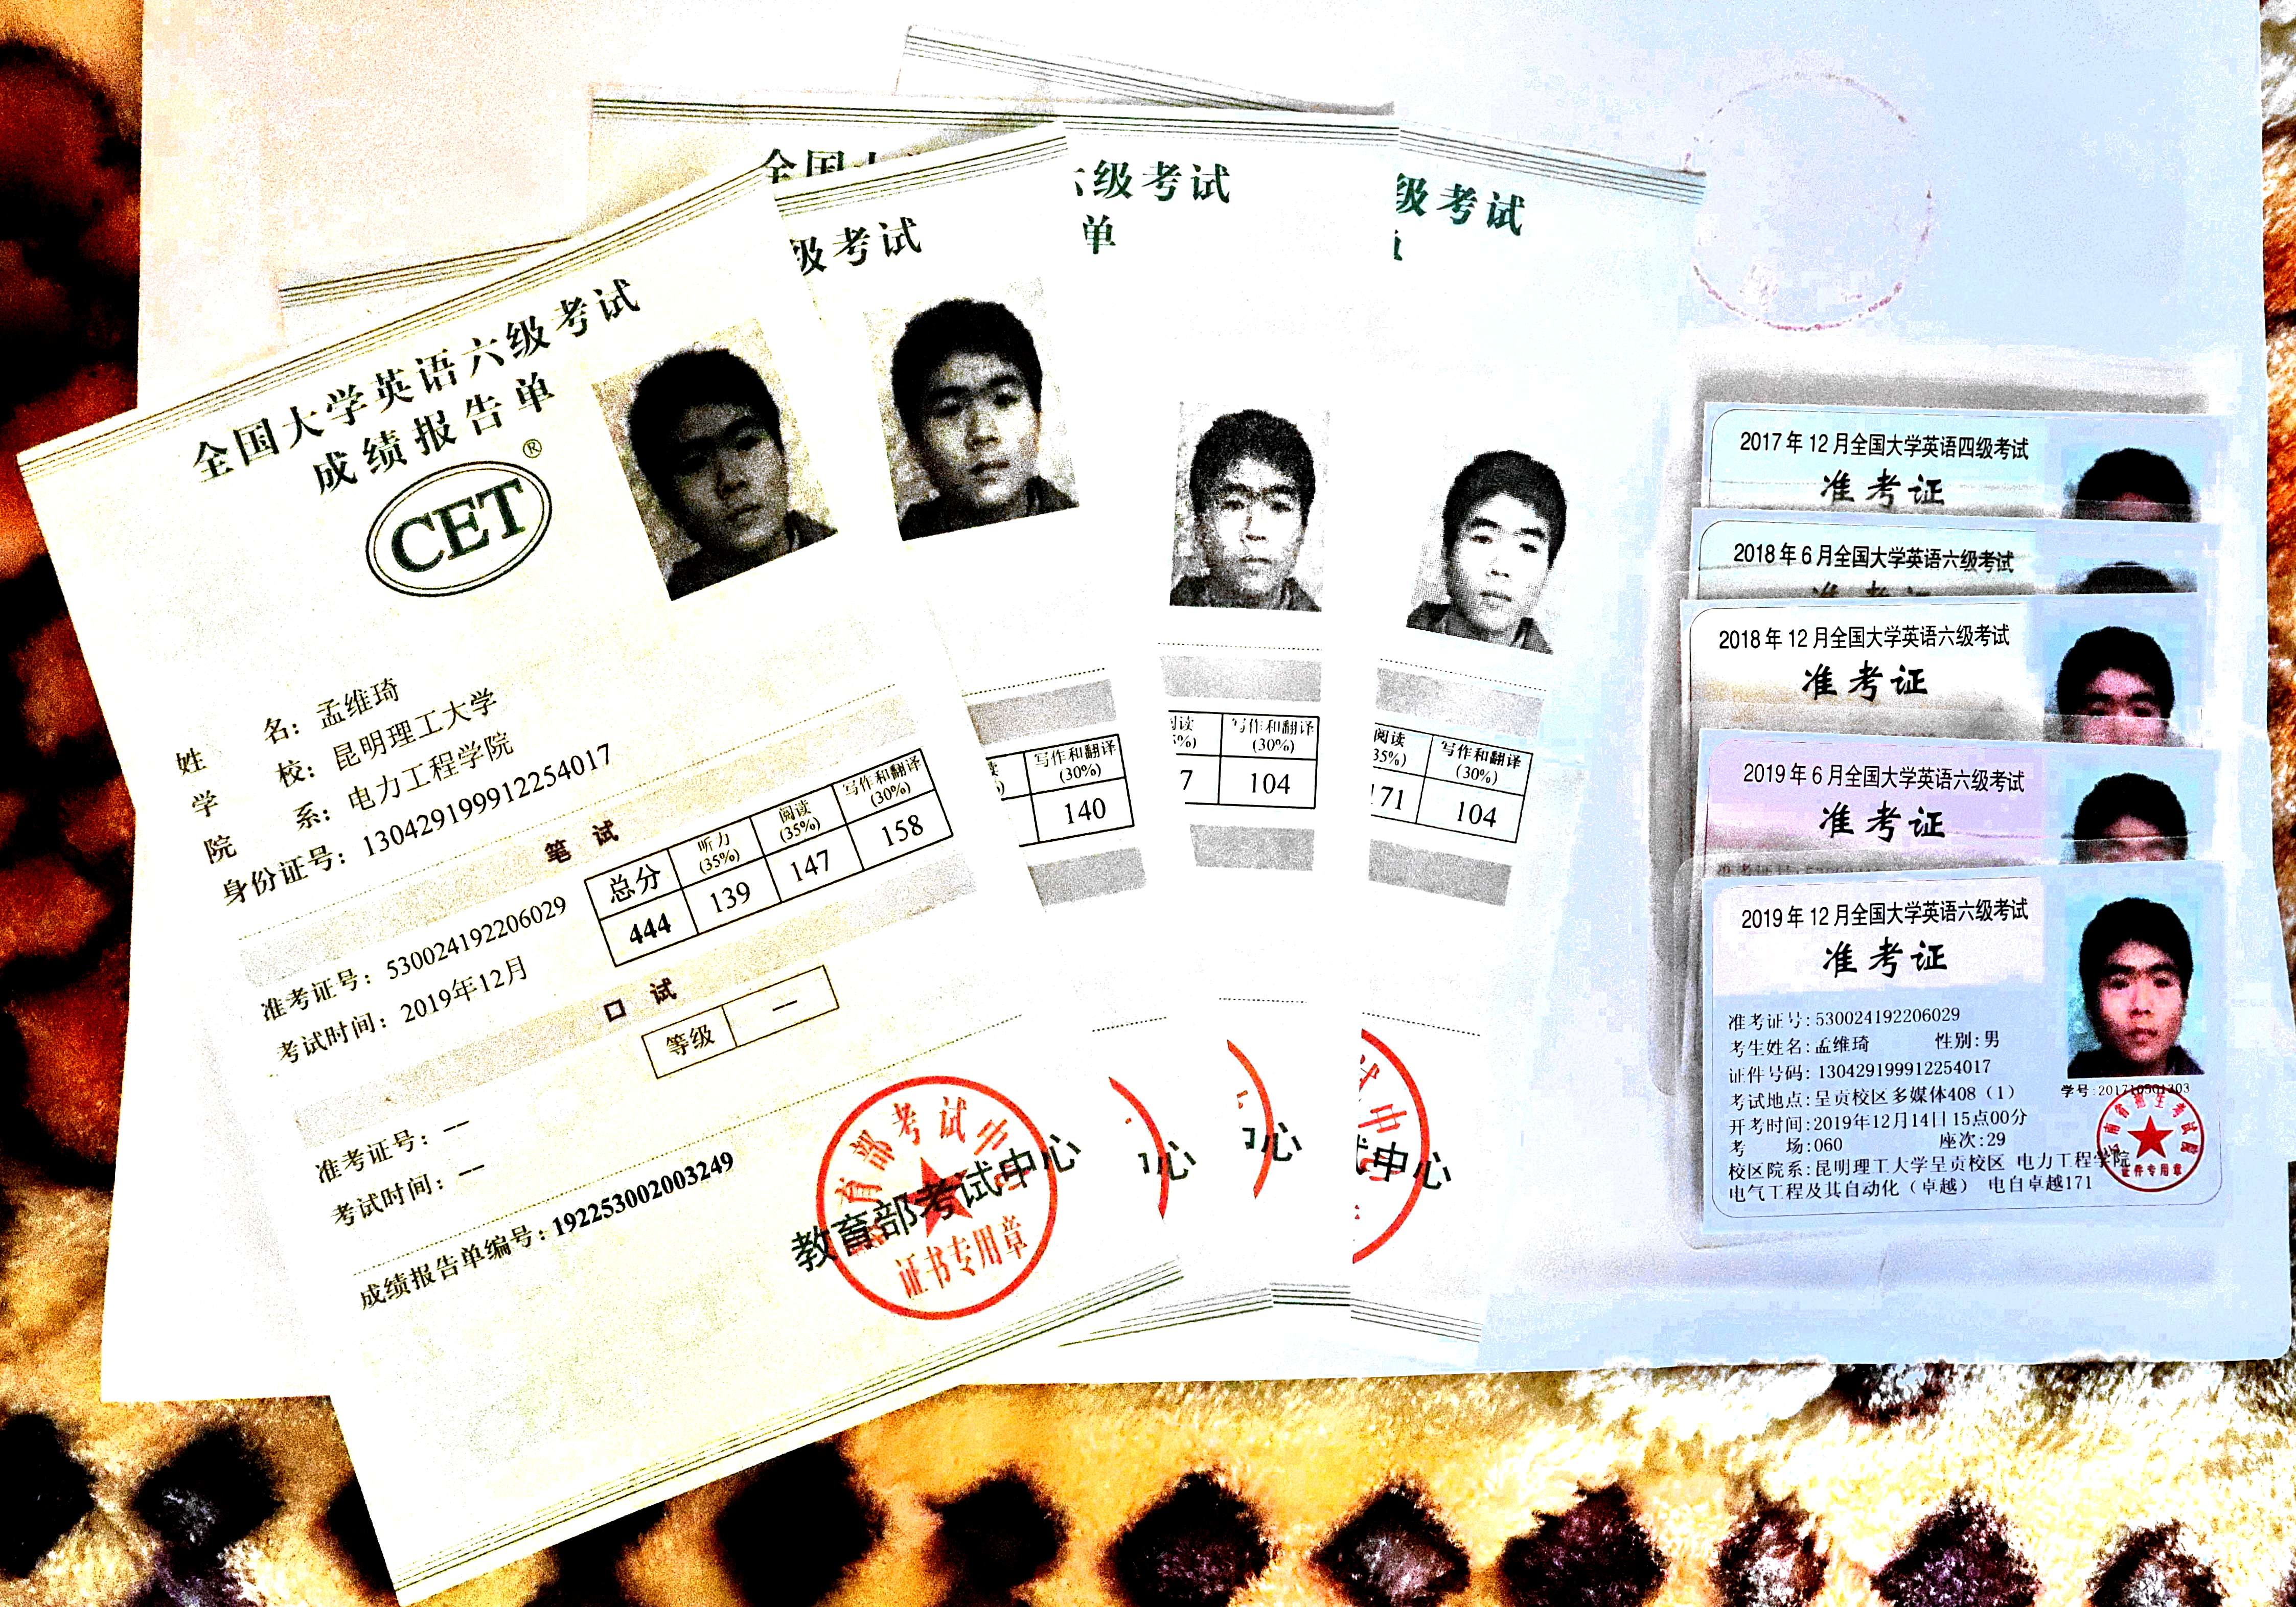 全国大学英语六级考试
成绩报告单
®
CET
姓 名：孟维琦
学 校：昆明理工大学
院 系：电力工程学院
身份证号：130429199912254017
笔 试
准考证号：530024192206029
考试时间：2019年12月
总分 听力(35%) 阅读(35%) 写作和翻译(30%)
444 139 147 158
口 试
等级 一
准考证号：--
考试时间：--
成绩报告单编号：192253002003249
教育部考试中心
证书专用章
全国
级考试
写作和翻译
(30%)
140
心
级考试
单
写作和翻译
(30%)
7 104
心
级考试
阅读 写作和翻译
35%) (30%)
171 104
中心
2017年12月全国大学英语四级考试
准考证
2018年6月全国大学英语六级考试
2018年12月全国大学英语六级考试
准考证
2019年6月全国大学英语六级考试
准考证
2019年12月全国大学英语六级考试
准考证
准考证号:530024192206029
考生姓名:孟维琦 性别:男
证件号码:130429199912254017
学号:201710501303
考试地点:呈贡校区多媒体408（1）
开考时间:2019年12月14日15点00分
考 场:060 座次:29
校区院系:昆明理工大学呈贡校区 电力工程学院
电气工程及其自动化（卓越） 电自卓越171
证件专用章